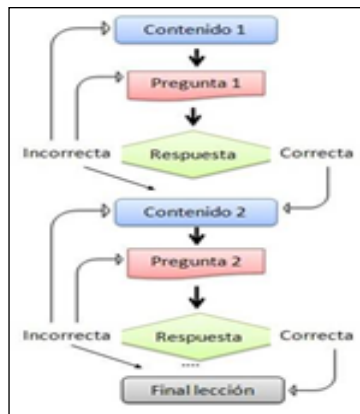 Contenido 1
Pregunta 1
Incorrecta Respuesta Correcta
Contenido 2
Pregunta 2
Incorrecta Respuesta Correcta
....
Final lección